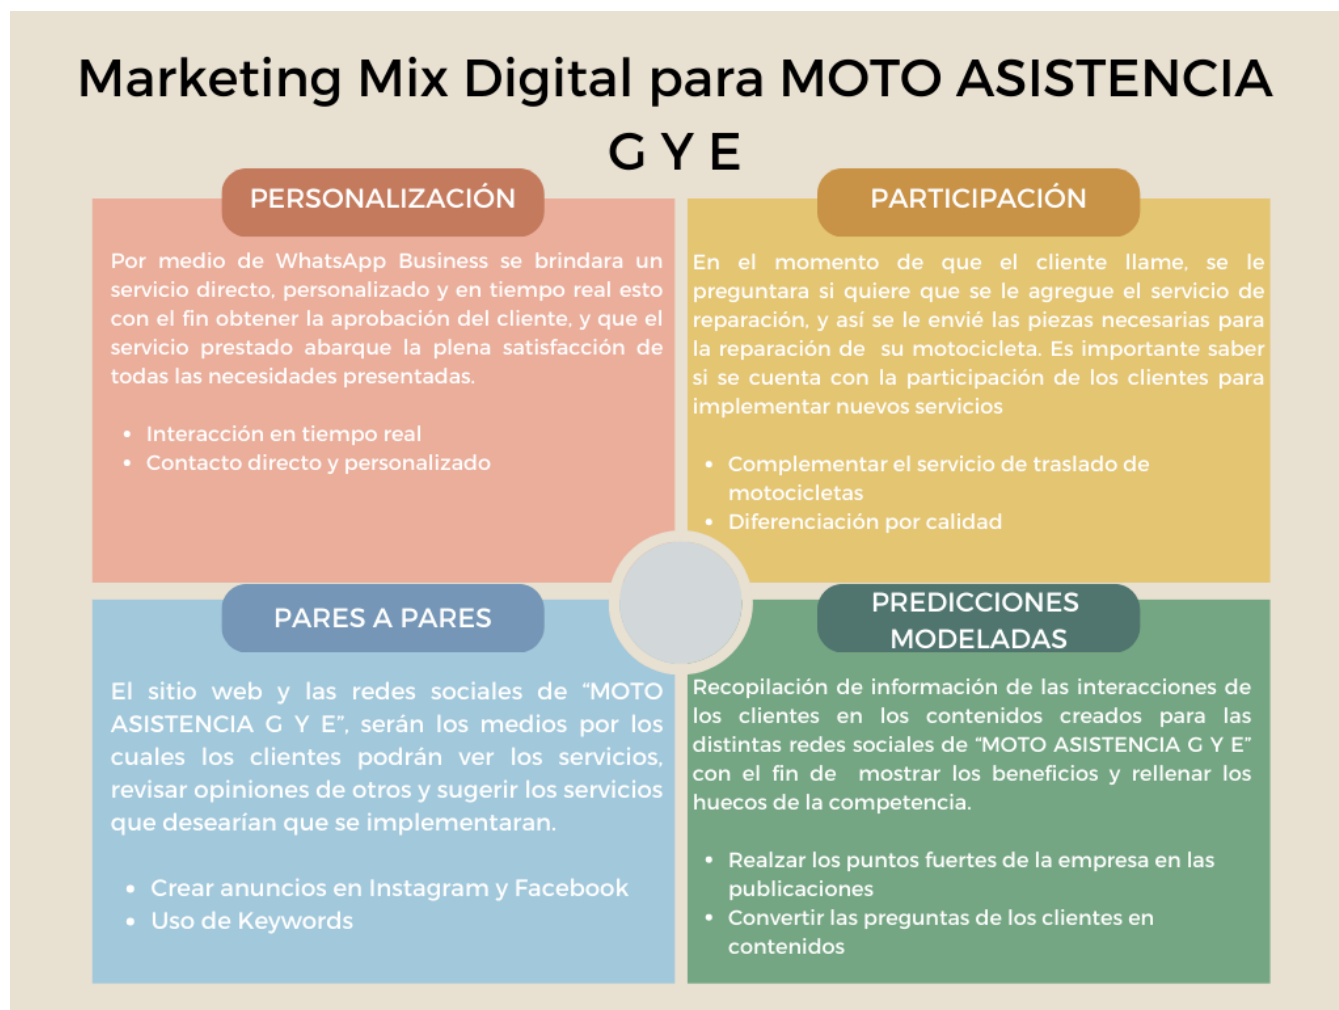 Marketing Mix Digital para MOTO ASISTENCIA
G Y E
PERSONALIZACIÓN
Por medio de WhatsApp Business se brindara un
servicio directo, personalizado y en tiempo real esto
con el fin obtener la aprobación del cliente, y que el
servicio prestado abarque la plena satisfacción de
todas las necesidades presentadas.
• Interacción en tiempo real
• Contacto directo y personalizado
PARTICIPACIÓN
En el momento de que el cliente llame, se le
preguntara si quiere que se le agregue el servicio de
reparación, y así se le envié las piezas necesarias para
la reparación de su motocicleta. Es importante saber
si se cuenta con la participación de los clientes para
implementar nuevos servicios
• Complementar el servicio de traslado de
motocicletas
• Diferenciación por calidad
PARES A PARES
El sitio web y las redes sociales de “MOTO
ASISTENCIA G Y E”, serán los medios por los
cuales los clientes podrán ver los servicios,
revisar opiniones de otros y sugerir los servicios
que desearían que se implementaran.
• Crear anuncios en Instagram y Facebook
• Uso de Keywords
PREDICCIONES
MODELADAS
Recopilación de información de las interacciones de
los clientes en los contenidos creados para las
distintas redes sociales de “MOTO ASISTENCIA G Y E”
con el fin de mostrar los beneficios y rellenar los
huecos de la competencia.
• Realzar los puntos fuertes de la empresa en las
publicaciones
• Convertir las preguntas de los clientes en
contenidos